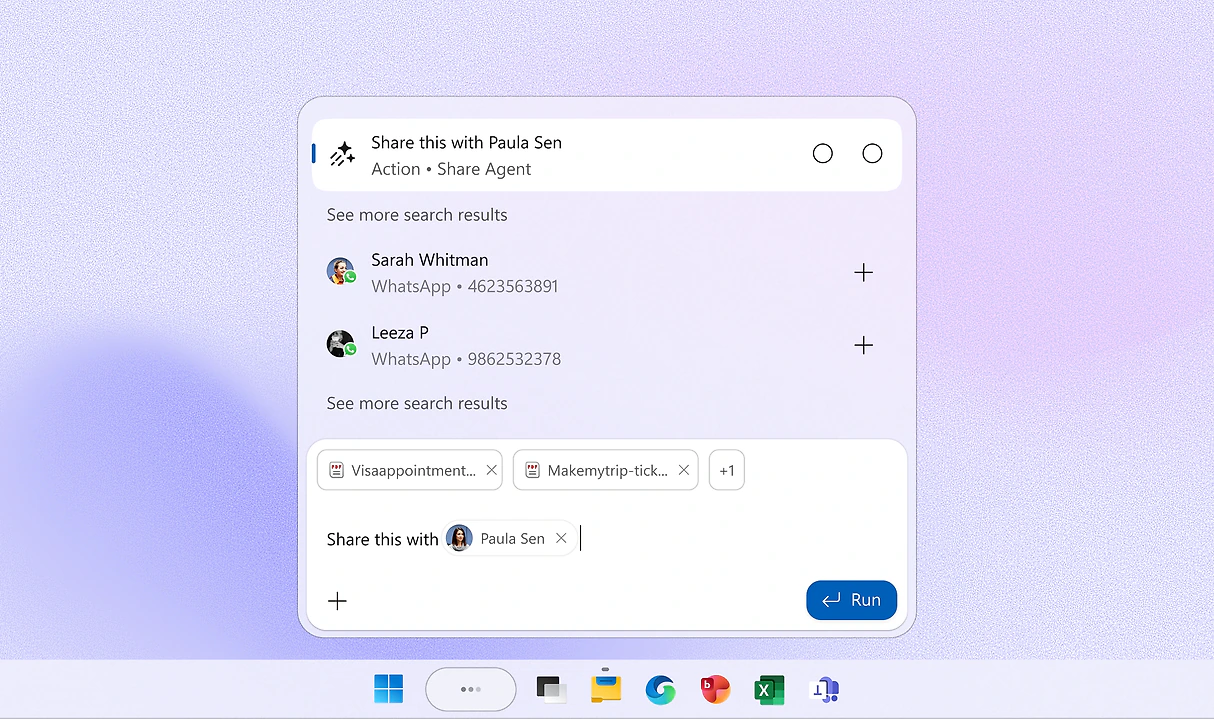 Share this with Paula Sen
Action • Share Agent
See more search results
Sarah Whitman
WhatsApp • 4623563891
Leeza P
WhatsApp • 9862532378
See more search results
Visaappointment...
Makemytrip-tick...
+1
Share this with Paula Sen
Run